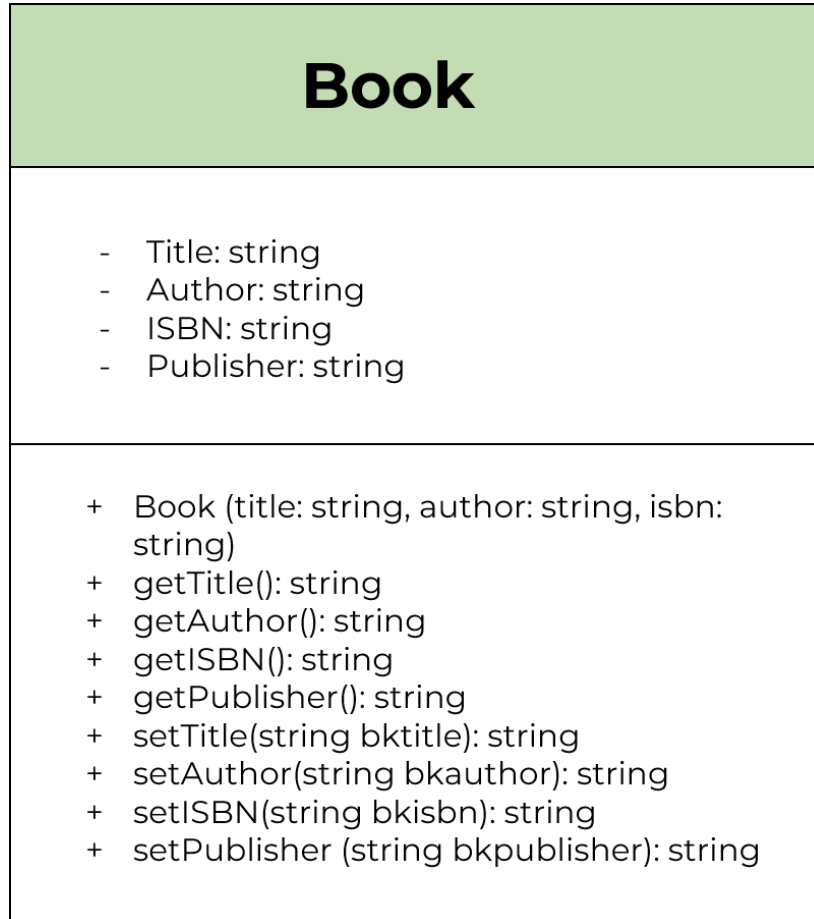 Book
- Title: string
- Author: string
- ISBN: string
- Publisher: string
+ Book (title: string, author: string, isbn:
string)
+ getTitle(): string
+ getAuthor(): string
+ getISBN(): string
+ getPublisher(): string
+ setTitle(string bktitle): string
+ setAuthor(string bkauthor): string
+ setISBN(string bkisbn): string
+ setPublisher (string bkpublisher): string